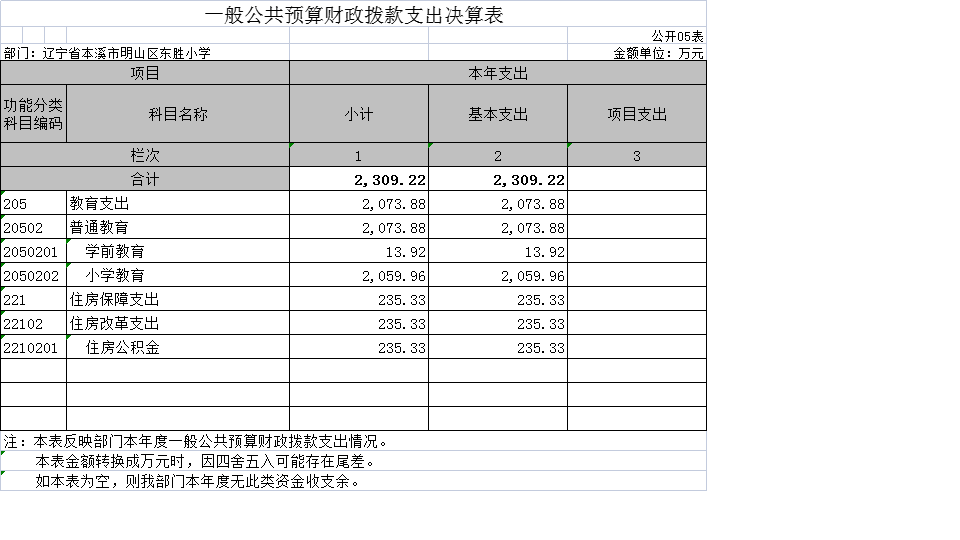 一般公共预算财政拨款支出决算表
公开05表
部门：辽宁省本溪市明山区东胜小学 金额单位：万元
项目 本年支出
功能分类科目编码 科目名称 小计 基本支出 项目支出
栏次 1 2 3
合计 2,309.22 2,309.22
205 教育支出 2,073.88 2,073.88
20502 普通教育 2,073.88 2,073.88
2050201 学前教育 13.92 13.92
2050202 小学教育 2,059.96 2,059.96
221 住房保障支出 235.33 235.33
22102 住房改革支出 235.33 235.33
2210201 住房公积金 235.33 235.33
注：本表反映部门本年度一般公共预算财政拨款支出情况。
本表金额转换成万元时，因四舍五入可能存在尾差。
如本表为空，则我部门本年度无此类资金收支余。